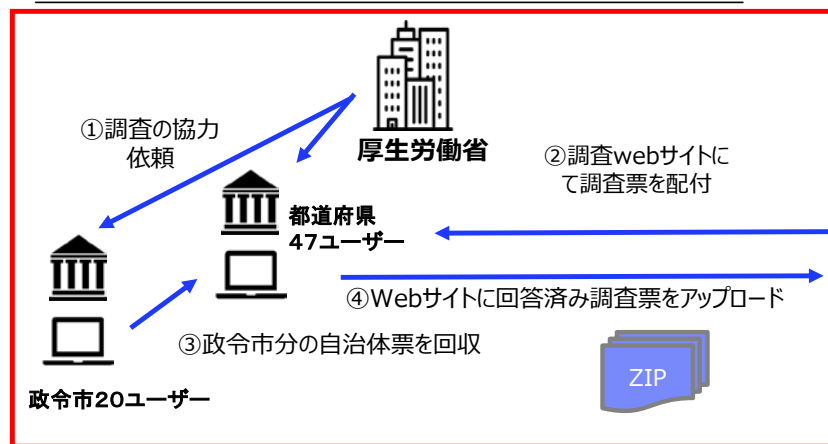 ①調査の協力
依頼
厚生労働省
②調査webサイトに
て調査票を配付
都道府県
47ユーザー
④Webサイトに回答済み調査票をアップロード
③政令市分の自治体票を回収
ZIP
政令市20ユーザー